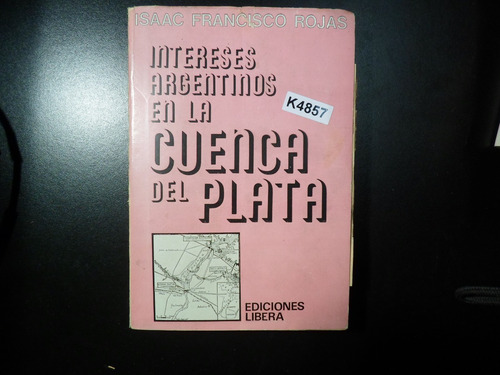 ISAAC FRANCISCO ROJAS
INTERESES
ARGENTINOS
EN LA
K4857
CUENCA
DEL PLATA
EDICIONES
LIBERA